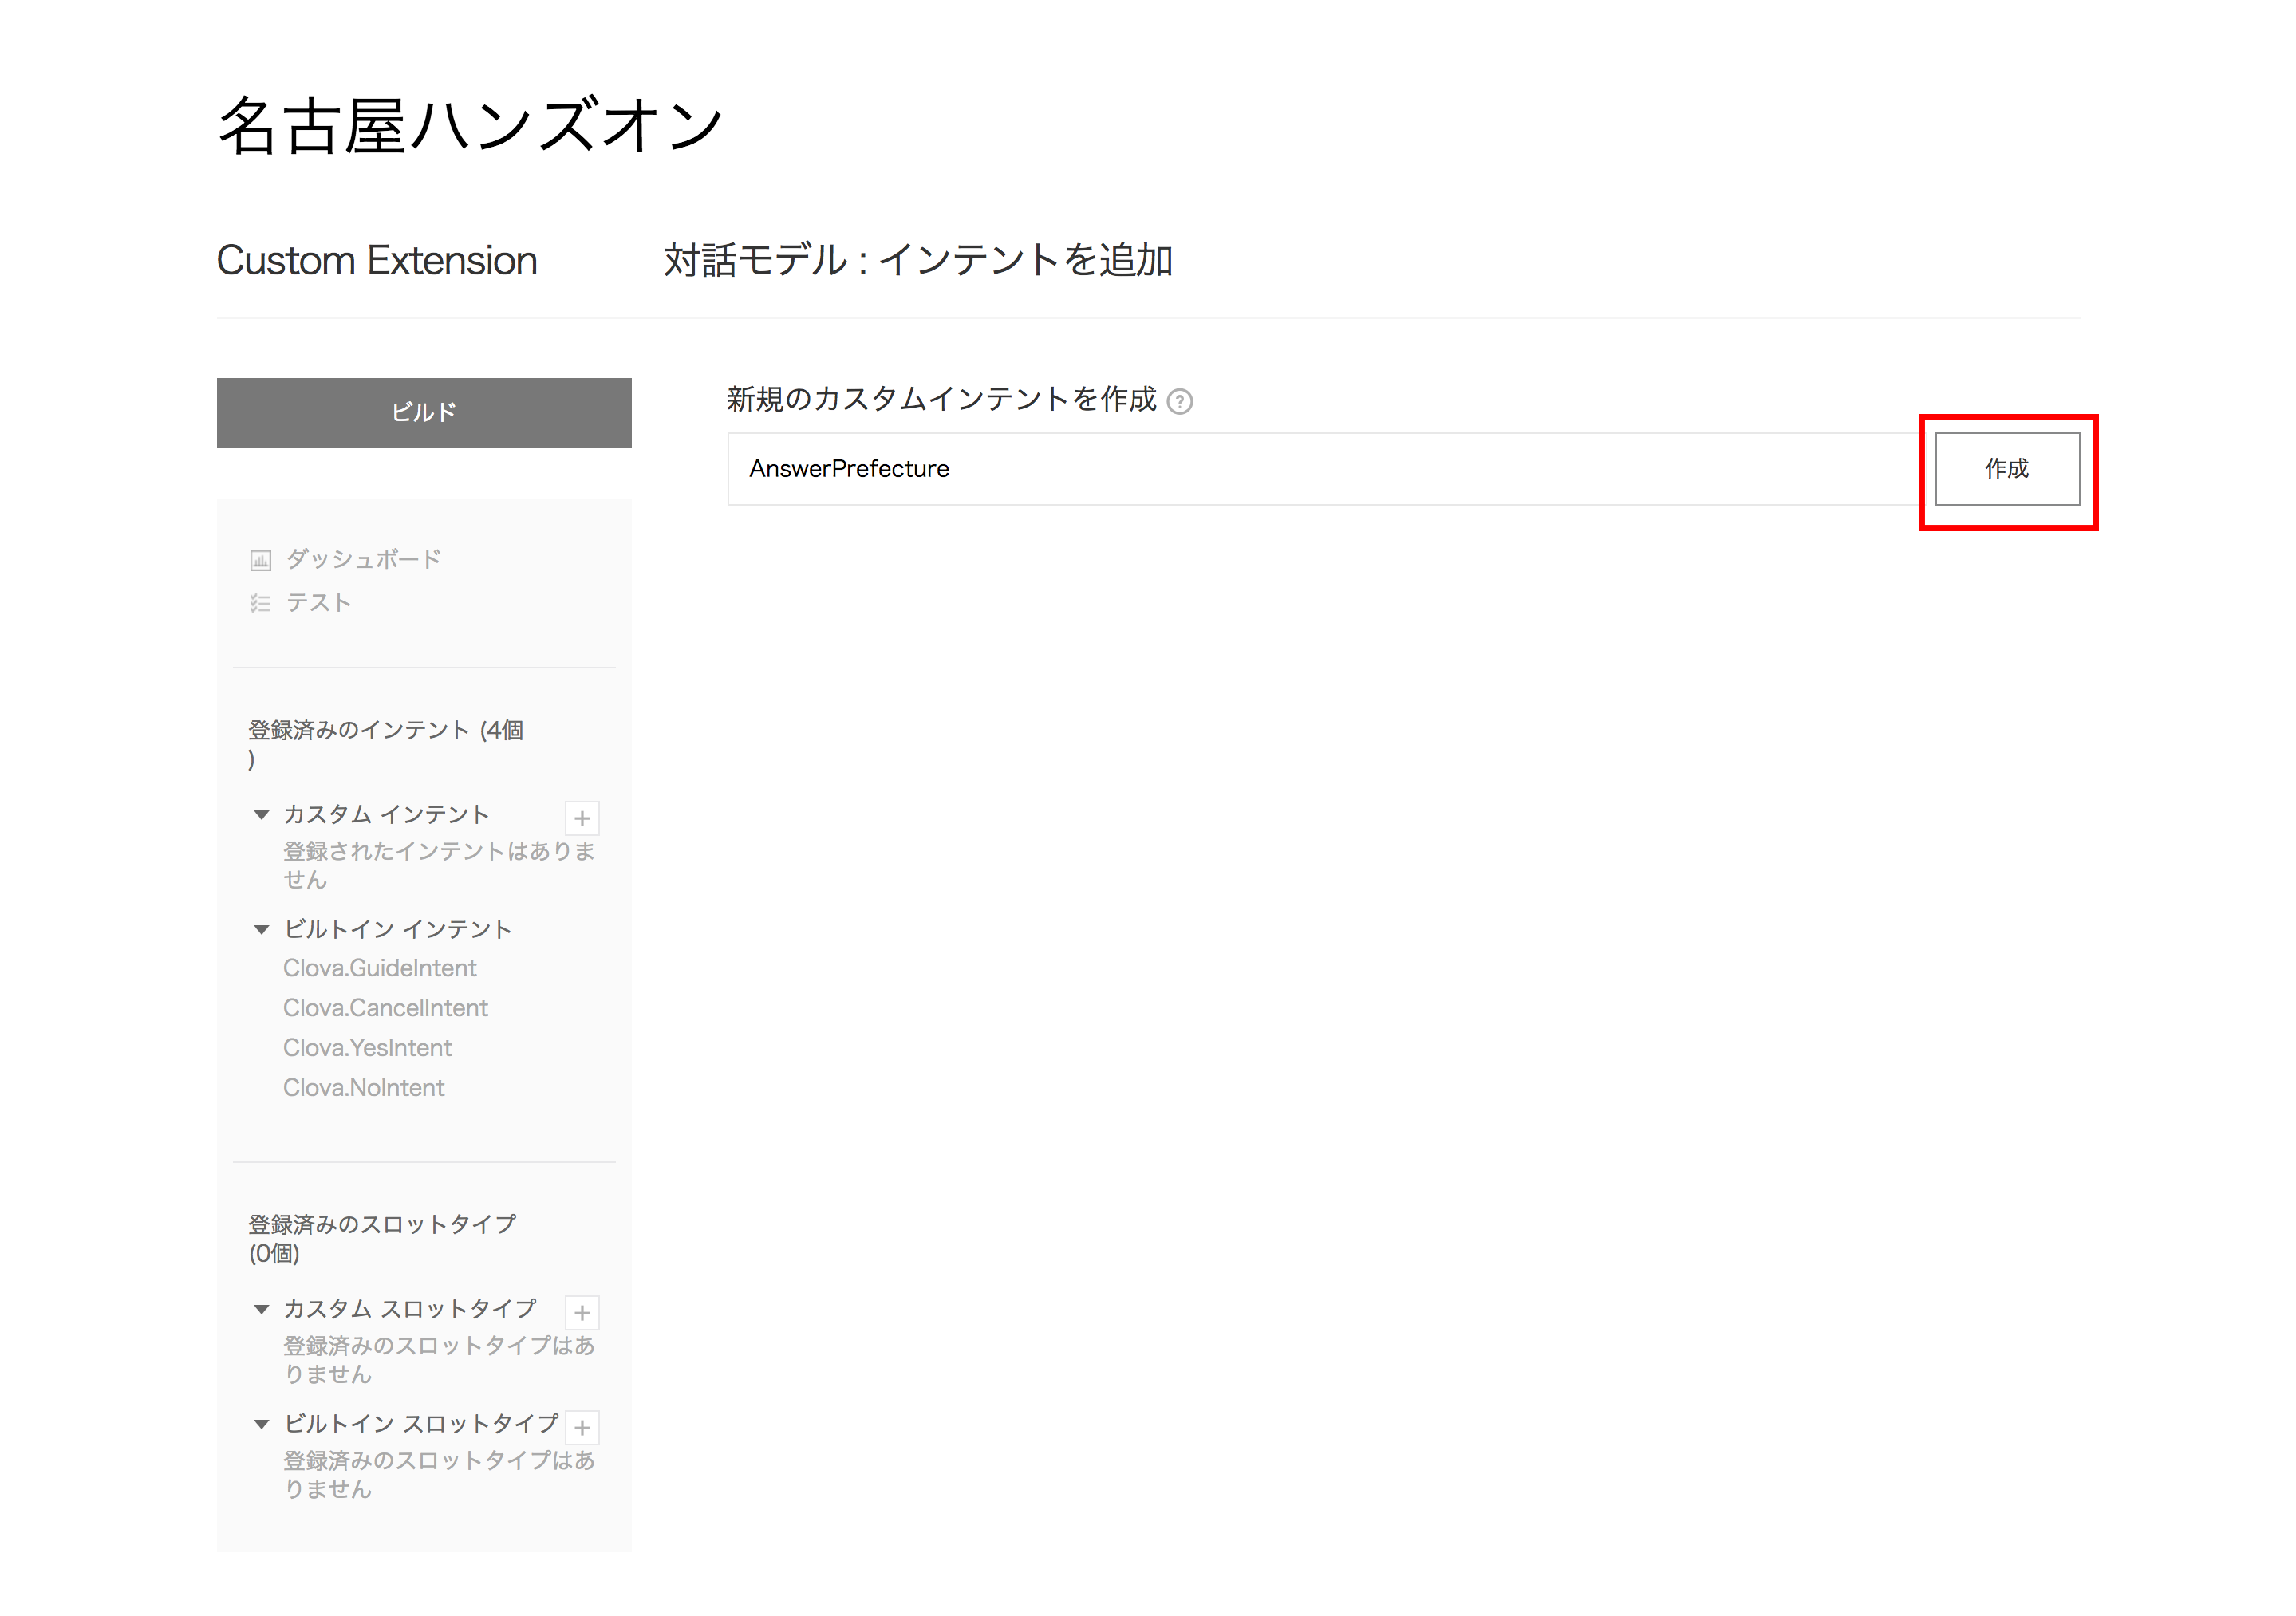 名古屋ハンズオン
Custom Extension
対話モデル : インテントを追加
ビルド
新規のカスタムインテントを作成 ?
AnswerPrefecture
作成
ダッシュボード
テスト
登録済みのインテント (4個
)
カスタム インテント
+
登録されたインテントはありま
せん
ビルトイン インテント
Clova.GuideIntent
Clova.CancelIntent
Clova.YesIntent
Clova.NoIntent
登録済みのスロットタイプ
(0個)
カスタム スロットタイプ
+
登録済みのスロットタイプはあ
りません
ビルトイン スロットタイプ
+
登録済みのスロットタイプはあ
りません